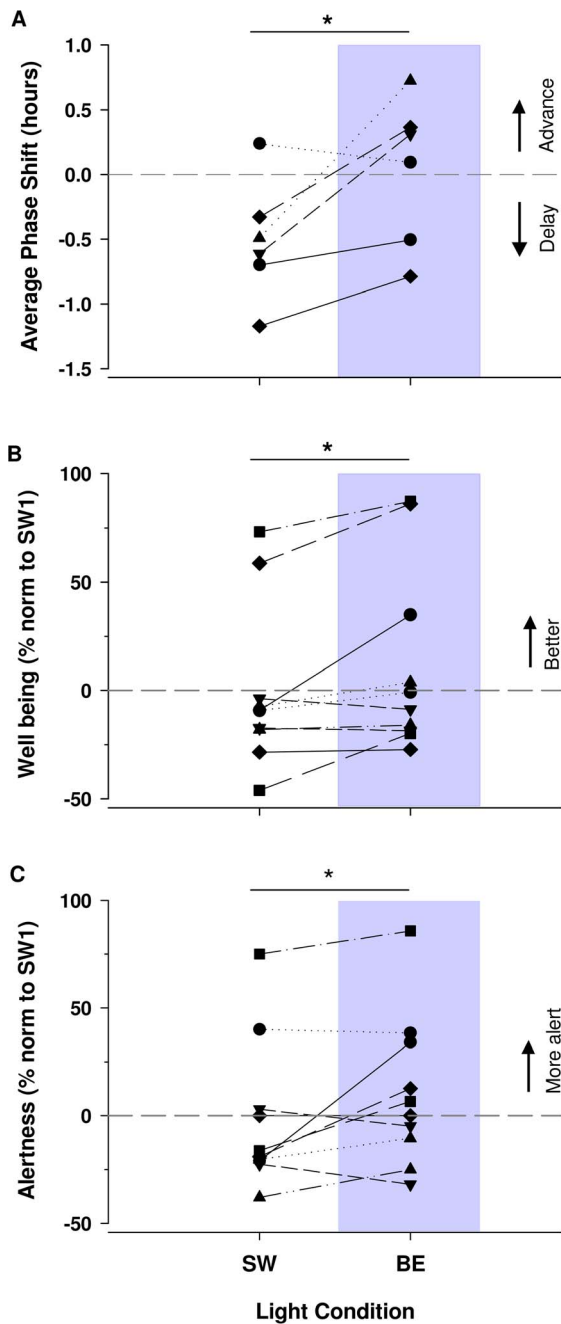 A
*
Average Phase Shift (hours)
1.0
0.5
0.0
-0.5
-1.0
-1.5
Advance
Delay
B
*
Well being (% norm to SW1)
100
50
0
-50
Better
C
*
Alertness (% norm to SW1)
100
50
0
-50
More alert
SW BE
Light Condition